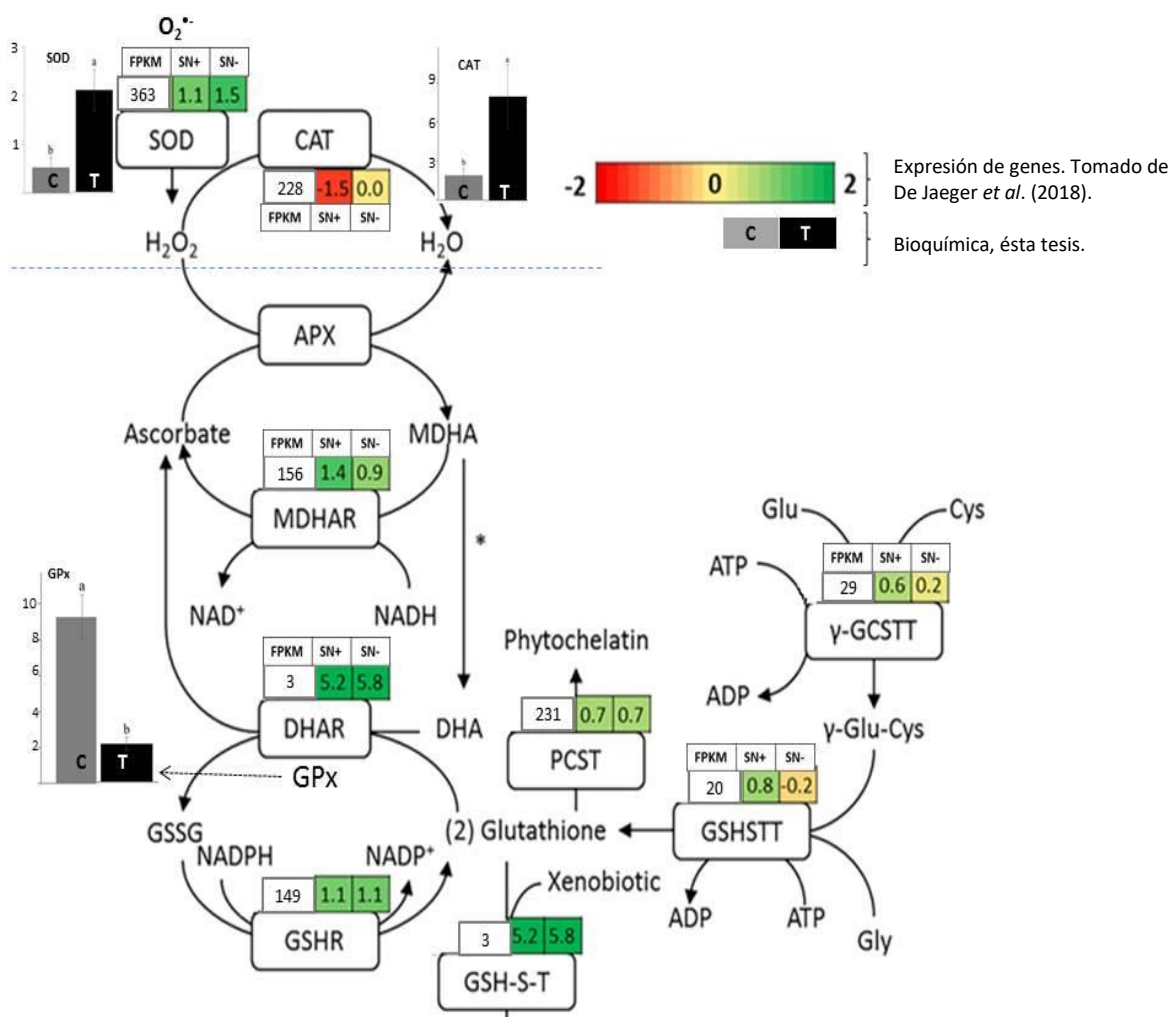 O₂•-
SOD
3
2
1
b
a
C
T
FPKM SN+ SN-
363 1.1 1.5
SOD
CAT
228 -1.5 0.0
FPKM SN+ SN-
CAT
9
6
3
b
a
C
T
-2 0 2
Expresión de genes. Tomado de
De Jaeger et al. (2018).
C T
Bioquímica, ésta tesis.
H₂O₂
H₂O
APX
Ascorbate
MDHA
FPKM SN+ SN-
156 1.4 0.9
MDHAR
*
NAD⁺
NADH
Glu
Cys
FPKM SN+ SN-
29 0.6 0.2
γ-GCSTT
ATP
ADP
γ-Glu-Cys
GPx
10
8
6
4
2
a
b
C
T
FPKM SN+ SN-
3 5.2 5.8
DHAR
DHA
GPx
Phytochelatin
231 0.7 0.7
PCST
FPKM SN+ SN-
20 0.8 -0.2
GSHSTT
GSSG
(2) Glutathione
NADPH
NADP⁺
149 1.1 1.1
GSHR
Xenobiotic
3 5.2 5.8
GSH-S-T
ADP
ATP
Gly